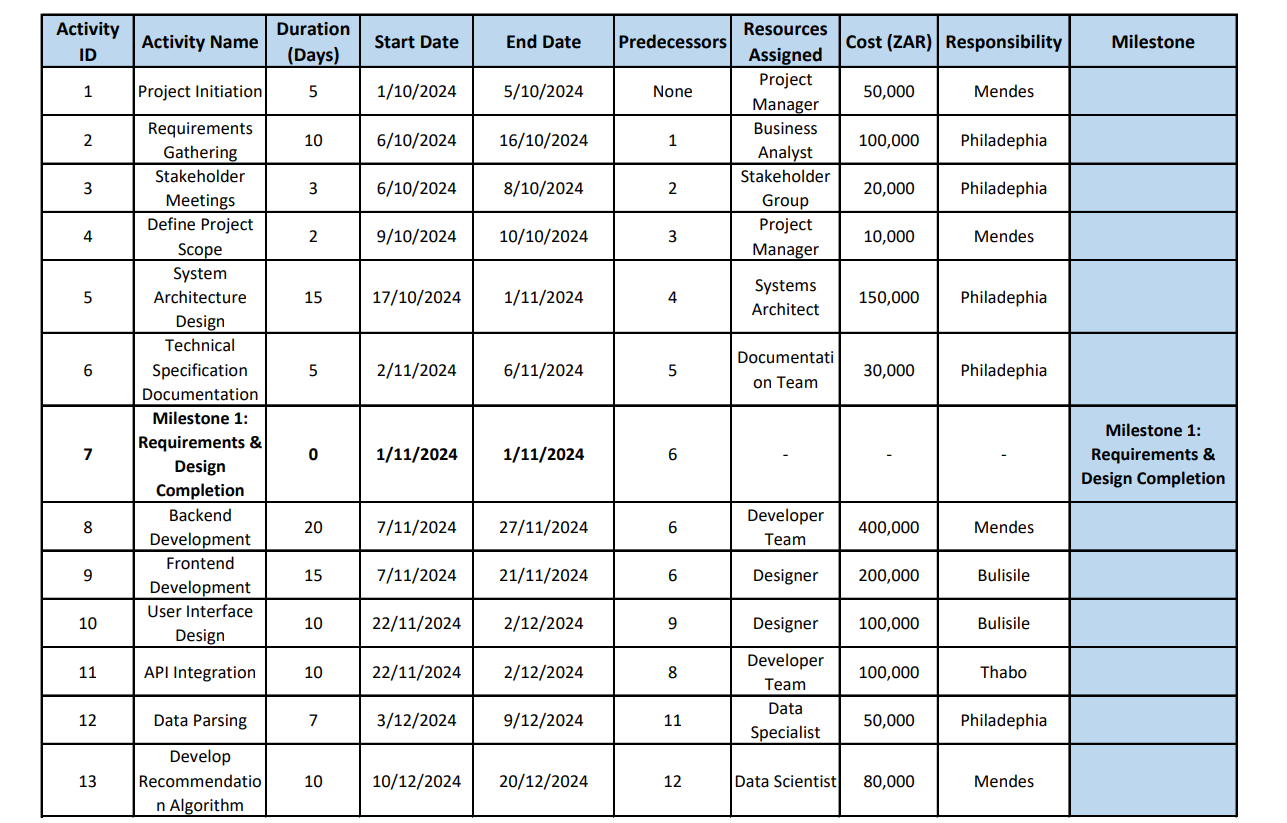 Activity ID | Activity Name | Duration (Days) | Start Date | End Date | Predecessors | Resources Assigned | Cost (ZAR) | Responsibility | Milestone
1 | Project Initiation | 5 | 1/10/2024 | 5/10/2024 | None | Project Manager | 50,000 | Mendes |
2 | Requirements Gathering | 10 | 6/10/2024 | 16/10/2024 | 1 | Business Analyst | 100,000 | Philadephia |
3 | Stakeholder Meetings | 3 | 6/10/2024 | 8/10/2024 | 2 | Stakeholder Group | 20,000 | Philadephia |
4 | Define Project Scope | 2 | 9/10/2024 | 10/10/2024 | 3 | Project Manager | 10,000 | Mendes |
5 | System Architecture Design | 15 | 17/10/2024 | 1/11/2024 | 4 | Systems Architect | 150,000 | Philadephia |
6 | Technical Specification Documentation | 5 | 2/11/2024 | 6/11/2024 | 5 | Documentation Team | 30,000 | Philadephia |
7 | Milestone 1: Requirements & Design Completion | 0 | 1/11/2024 | 1/11/2024 | 6 | - | - | - | Milestone 1: Requirements & Design Completion
8 | Backend Development | 20 | 7/11/2024 | 27/11/2024 | 6 | Developer Team | 400,000 | Mendes |
9 | Frontend Development | 15 | 7/11/2024 | 21/11/2024 | 6 | Designer | 200,000 | Bulisile |
10 | User Interface Design | 10 | 22/11/2024 | 2/12/2024 | 9 | Designer | 100,000 | Bulisile |
11 | API Integration | 10 | 22/11/2024 | 2/12/2024 | 8 | Developer Team | 100,000 | Thabo |
12 | Data Parsing | 7 | 3/12/2024 | 9/12/2024 | 11 | Data Specialist | 50,000 | Philadephia |
13 | Develop Recommendation Algorithm | 10 | 10/12/2024 | 20/12/2024 | 12 | Data Scientist | 80,000 | Mendes |